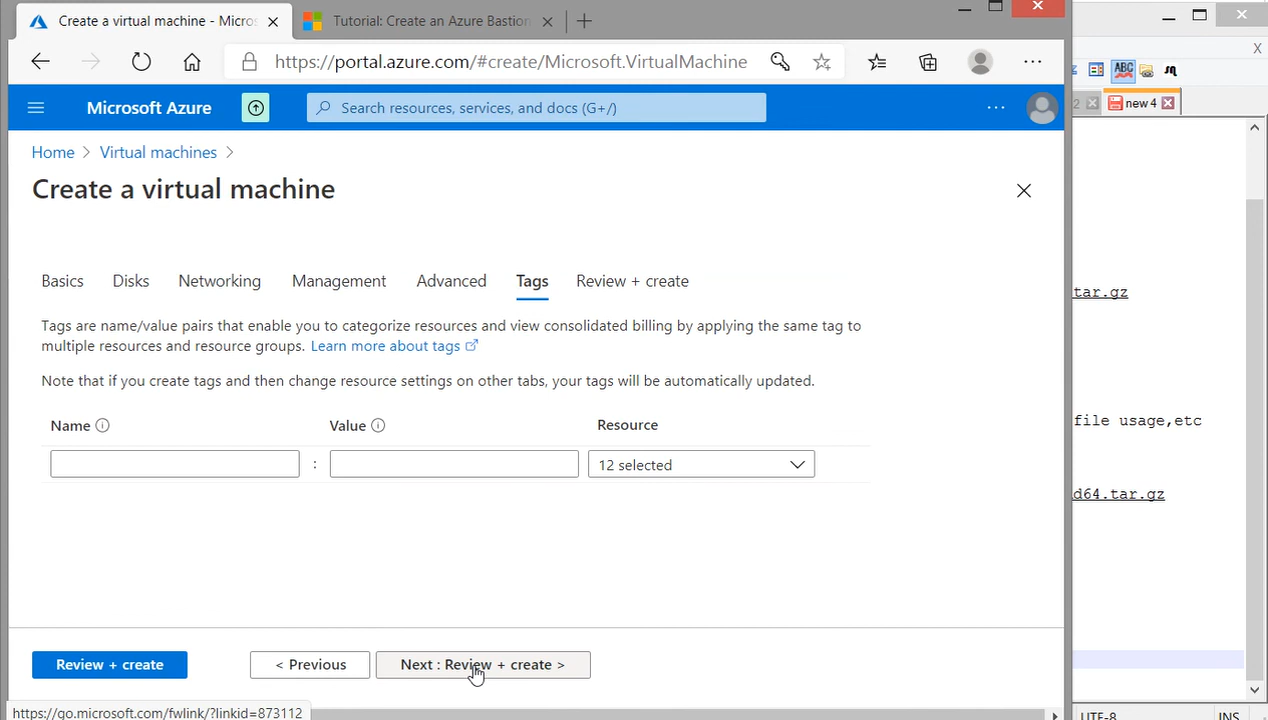 Create a virtual machine - Micros
Tutorial: Create an Azure Bastion
https://portal.azure.com/#create/Microsoft.VirtualMachine
ABC
2
new 4
Microsoft Azure
Search resources, services, and docs (G+/)
Home > Virtual machines >
Create a virtual machine
Basics Disks Networking Management Advanced Tags Review + create
tar.gz
Tags are name/value pairs that enable you to categorize resources and view consolidated billing by applying the same tag to
multiple resources and resource groups. Learn more about tags
Note that if you create tags and then change resource settings on other tabs, your tags will be automatically updated.
Name Value Resource
file usage,etc
: 12 selected
d64.tar.gz
Review + create < Previous Next : Review + create >
https://go.microsoft.com/fwlink/?linkid=873112
UTF-8 INS